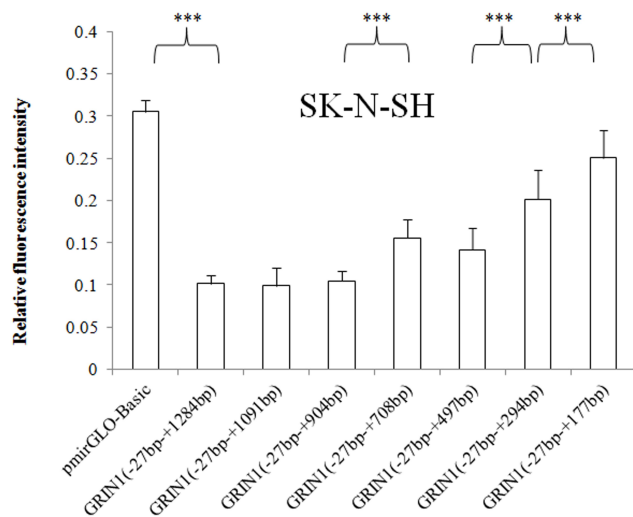 *** *** *** ***
0.4
SK-N-SH
0.35
0.3
0.25
0.2
0.15
0.1
0.05
0
Relative fluorescence intensity
pmirGLO-Basic
GRIN1(-27bp-+1284bp)
GRIN1(-27bp-+1091bp)
GRIN1(-27bp-+904bp)
GRIN1(-27bp-+708bp)
GRIN1(-27bp-+497bp)
GRIN1(-27bp-+294bp)
GRIN1(-27bp-+177bp)